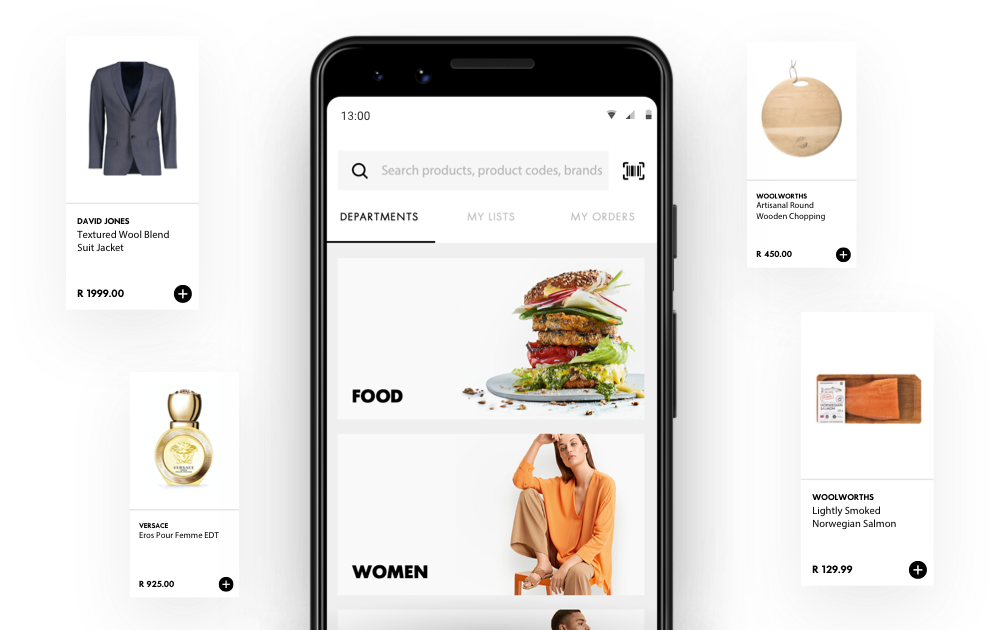 DAVID JONES
Textured Wool Blend
Suit Jacket
R 1999.00
VERSACE
Eros Pour Femme EDT
R 925.00
13:00
Search products, product codes, brands
DEPARTMENTS
MY LISTS
MY ORDERS
FOOD
WOMEN
WOOLWORTHS
Artisanal Round
Wooden Chopping
R 450.00
WOOLWORTHS
Lightly Smoked
Norwegian Salmon
R 129.99
VERSACE